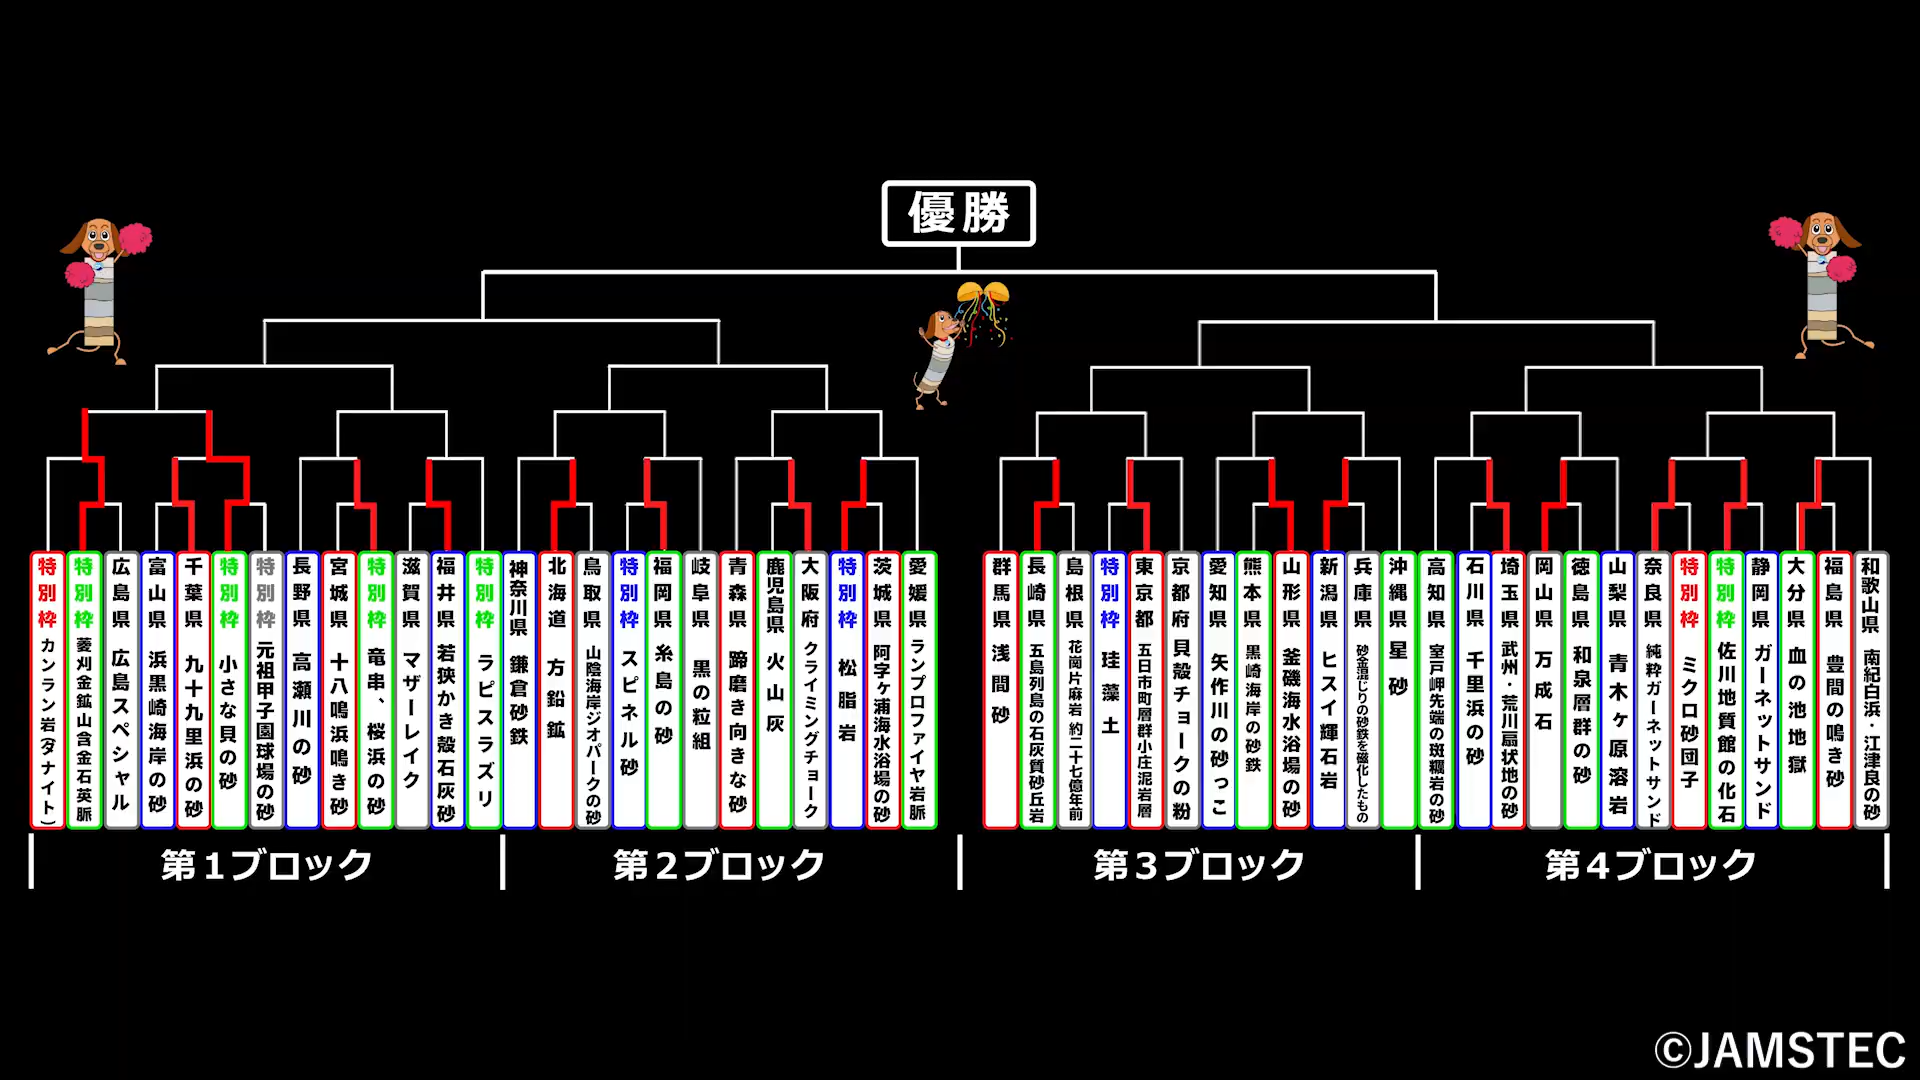 優勝
特別枠 カンラン岩(ダナイト)
特別枠 菱刈金鉱山含金石英脈
広島県 広島スペシャル
富山県 浜黒崎海岸の砂
千葉県 九十九里浜の砂
特別枠 小さな貝の砂
特別枠 元祖甲子園球場の砂
長野県 高瀬川の砂
宮城県 十八鳴浜鳴き砂
特別枠 竜串、桜浜の砂
滋賀県 マザーレイク
福井県 若狭かき殻石灰砂
特別枠 ラピスラズリ
神奈川県 鎌倉砂鉄
北海道 方鉛鉱
鳥取県 山陰海岸ジオパークの砂
特別枠 スピネル砂
福岡県 糸島の砂
岐阜県 黒の粒組
青森県 蹄磨き向きな砂
鹿児島県 火山灰
大阪府 クライミングチョーク
特別枠 松脂岩
茨城県 阿字ヶ浦海水浴場の砂
愛媛県 ランプロファイヤ岩脈
群馬県 浅間砂
長崎県 五島列島の石灰質砂丘岩
島根県 花崗片麻岩 約二十七億年前
特別枠 珪藻土
東京都 五日市町層群小庄泥岩層
京都府 貝殻チョークの粉
愛知県 矢作川の砂っこ
熊本県 黒崎海岸の砂鉄
山形県 釜磯海水浴場の砂
新潟県 ヒスイ輝石岩
兵庫県 砂金混じりの砂鉄を磁化したもの
沖縄県 星砂
高知県 室戸岬先端の斑糲岩の砂
石川県 千里浜の砂
埼玉県 武州・荒川扇状地の砂
岡山県 万成石
徳島県 和泉層群の砂
山梨県 青木ヶ原溶岩
奈良県 純粋ガーネットサンド
特別枠 ミクロ砂団子
特別枠 佐川地質館の化石
静岡県 ガーネットサンド
大分県 血の池地獄
福島県 豊間の鳴き砂
和歌山県 南紀白浜・江津良の砂
第1ブロック
第2ブロック
第3ブロック
第4ブロック
©JAMSTEC